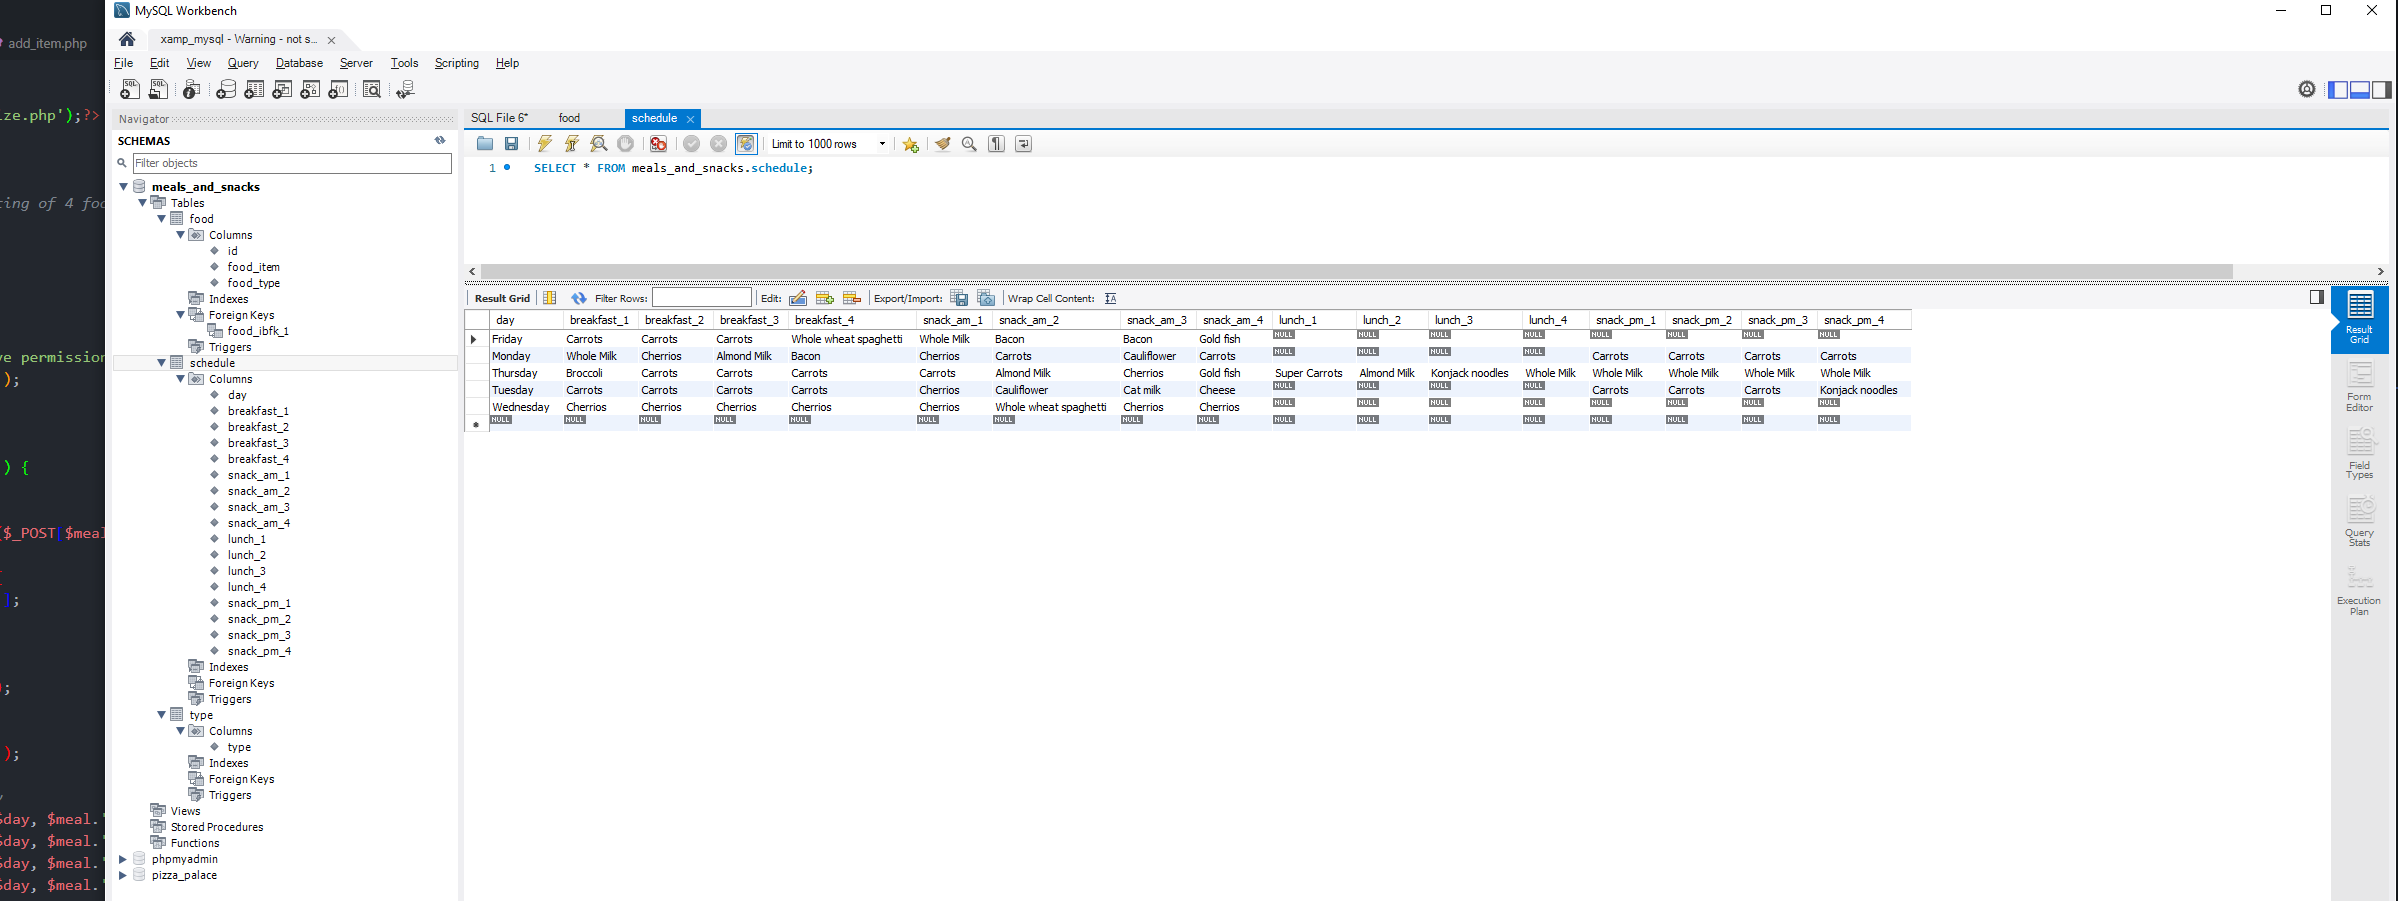 MySQL Workbench
add_item.php
xamp_mysql - Warning - not s...
File Edit View Query Database Server Tools Scripting Help
ize.php');?>
Navigator
SCHEMAS
Filter objects
meals_and_snacks
Tables
food
Columns
id
food_item
food_type
Indexes
Foreign Keys
food_ibfk_1
Triggers
schedule
Columns
day
breakfast_1
breakfast_2
breakfast_3
breakfast_4
snack_am_1
snack_am_2
snack_am_3
snack_am_4
lunch_1
lunch_2
lunch_3
lunch_4
snack_pm_1
snack_pm_2
snack_pm_3
snack_pm_4
Indexes
Foreign Keys
Triggers
type
Columns
type
Indexes
Foreign Keys
Triggers
Views
Stored Procedures
Functions
phpmyadmin
pizza_palace
ting of 4 foo
ve permission
);
) {
($_POST[$meal
];
);
);
$day, $meal.'
$day, $meal.'
$day, $meal.'
$day, $meal.'
SQL File 6* food schedule
Limit to 1000 rows
1 SELECT * FROM meals_and_snacks.schedule;
Result Grid Filter Rows: Edit: Export/Import: Wrap Cell Content:
day breakfast_1 breakfast_2 breakfast_3 breakfast_4 snack_am_1 snack_am_2 snack_am_3 snack_am_4 lunch_1 lunch_2 lunch_3 lunch_4 snack_pm_1 snack_pm_2 snack_pm_3 snack_pm_4
Friday Carrots Carrots Carrots Whole wheat spaghetti Whole Milk Bacon Bacon Gold fish NULL NULL NULL NULL NULL NULL NULL NULL
Monday Whole Milk Cherrios Almond Milk Bacon Cherrios Carrots Cauliflower Carrots NULL NULL NULL NULL Carrots Carrots Carrots Carrots
Thursday Broccoli Carrots Carrots Carrots Carrots Almond Milk Cherrios Gold fish Super Carrots Almond Milk Konjack noodles Whole Milk Whole Milk Whole Milk Whole Milk Whole Milk
Tuesday Carrots Carrots Carrots Carrots Cherrios Cauliflower Cat milk Cheese NULL NULL NULL NULL Carrots Carrots Carrots Konjack noodles
Wednesday Cherrios Cherrios Cherrios Cherrios Cherrios Whole wheat spaghetti Cherrios Cherrios NULL NULL NULL NULL NULL NULL NULL NULL
NULL NULL NULL NULL NULL NULL NULL NULL NULL NULL NULL NULL NULL NULL NULL NULL NULL
Result
Grid
Form
Editor
Field
Types
Query
Stats
Execution
Plan